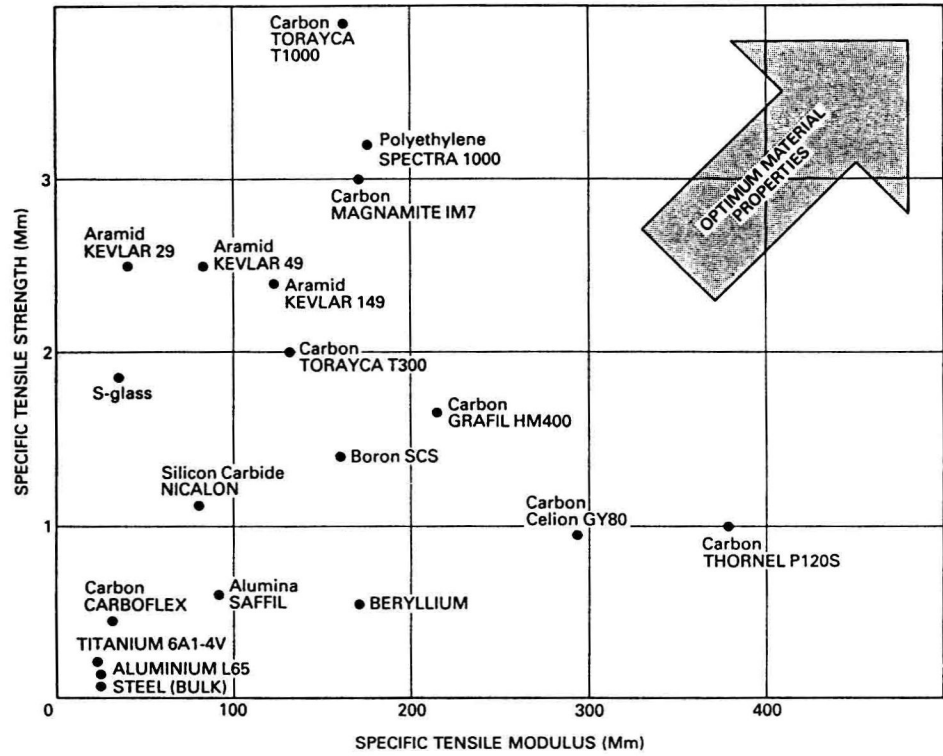 Carbon
TORAYCA
T1000
Polyethylene
SPECTRA 1000
Carbon
MAGNAMITE IM7
OPTIMUM MATERIAL
PROPERTIES
Aramid
KEVLAR 29
Aramid
KEVLAR 49
Aramid
KEVLAR 149
Carbon
TORAYCA T300
S-glass
Carbon
GRAFIL HM400
Boron SCS
Silicon Carbide
NICALON
Carbon
Celion GY80
Carbon
THORNEL P120S
Carbon
CARBOFLEX
Alumina
SAFFIL
BERYLLIUM
TITANIUM 6A1-4V
ALUMINIUM L65
STEEL (BULK)
SPECIFIC TENSILE STRENGTH (Mm)
3
2
1
0
100
200
300
400
SPECIFIC TENSILE MODULUS (Mm)